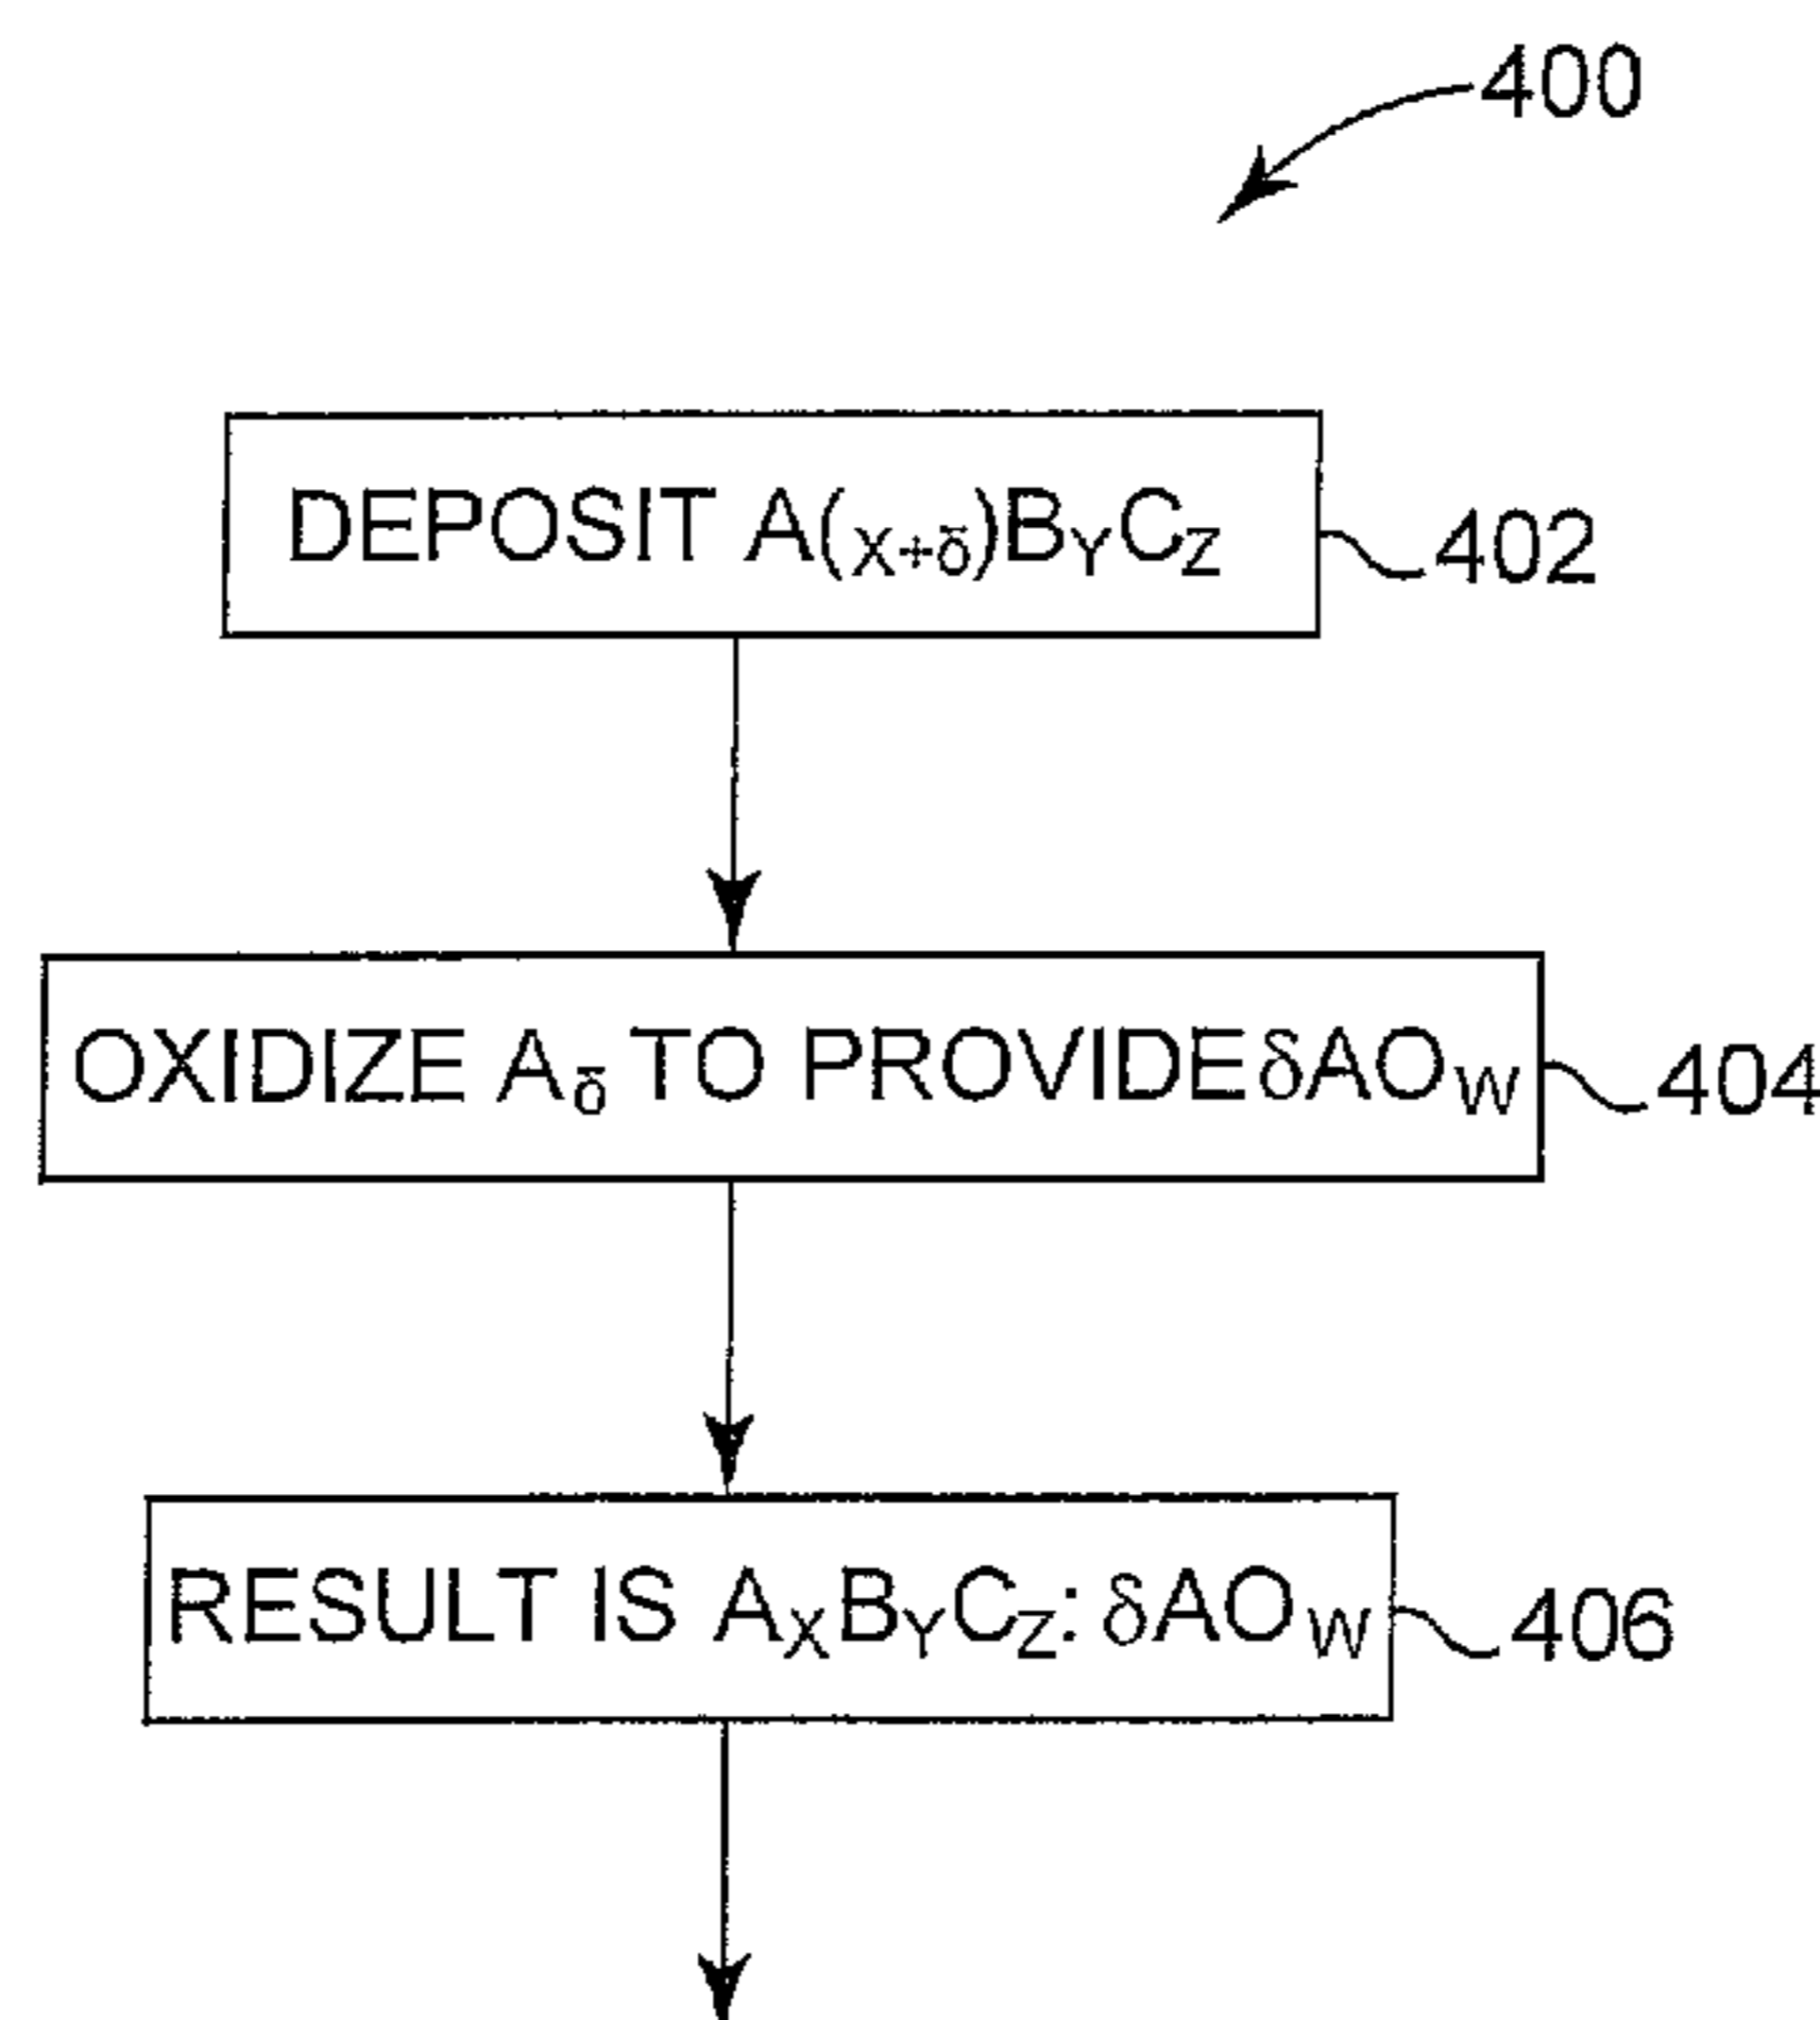 400
DEPOSIT A(X+δ)BYCZ
402
OXIDIZE Aδ TO PROVIDE δAOW
404
RESULT IS AXBYCZ: δAOW
406